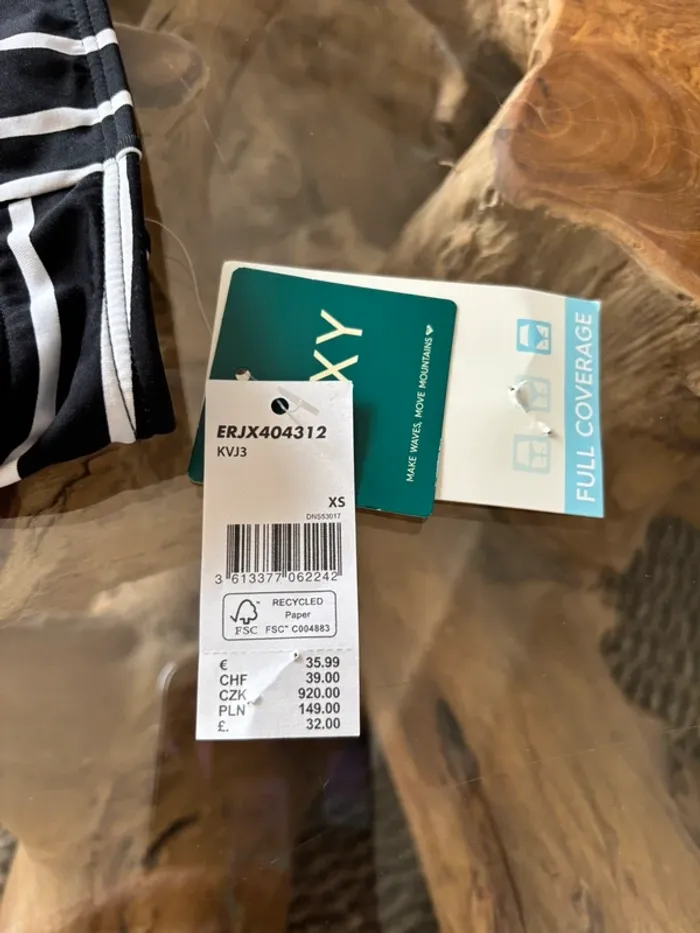 XY
MAKE WAVES, MOVE MOUNTAINS
FULL COVERAGE
ERJX404312
KVJ3
XS
DNS53017
3 613377 062242
FSC
RECYCLED
Paper
FSC™ C004883
€ 35.99
CHF 39.00
CZK 920.00
PLN 149.00
£. 32.00